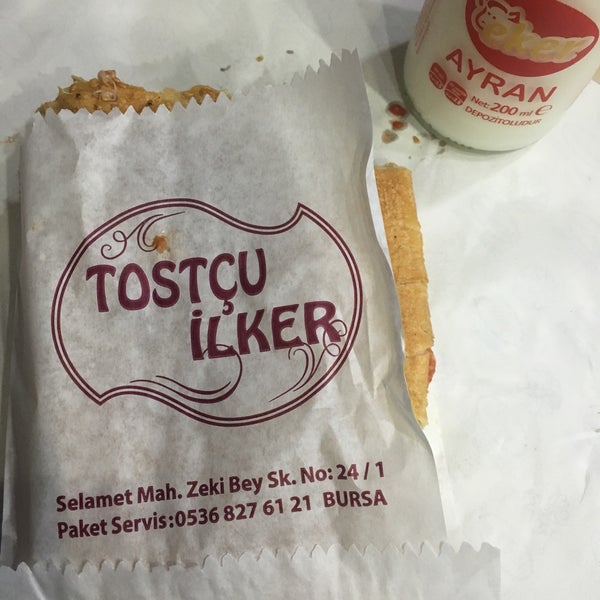 eker
AYRAN
Net: 200 ml ℮
DEPOZİTOLUDUR
TOSTÇU
İLKER
Selamet Mah. Zeki Bey Sk. No: 24 / 1
Paket Servis:0536 827 61 21 BURSA